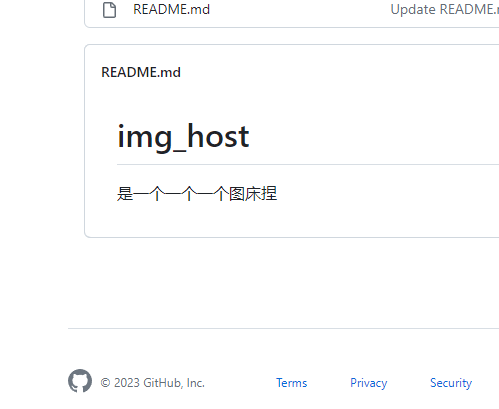 README.md Update README.
README.md
img_host
是一个一个一个图床捏
© 2023 GitHub, Inc. Terms Privacy Security